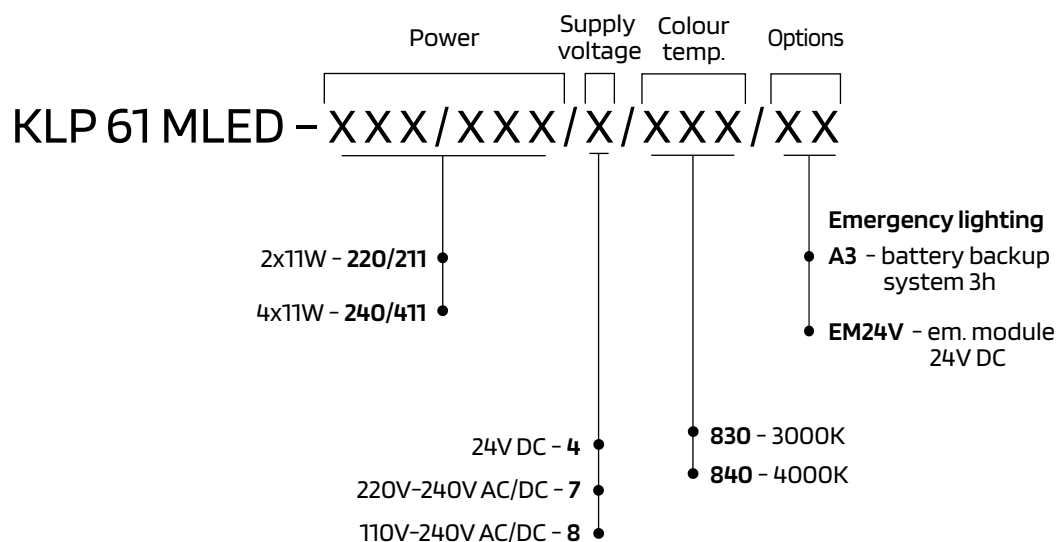 Power
Supply
voltage
Colour
temp.
Options
KLP 61 MLED – XXX/XXX/X/XXX/XX
2x11W – 220/211
4x11W – 240/411
24V DC – 4
220V–240V AC/DC – 7
110V–240V AC/DC – 8
830 – 3000K
840 – 4000K
Emergency lighting
A3 – battery backup
system 3h
EM24V – em. module
24V DC